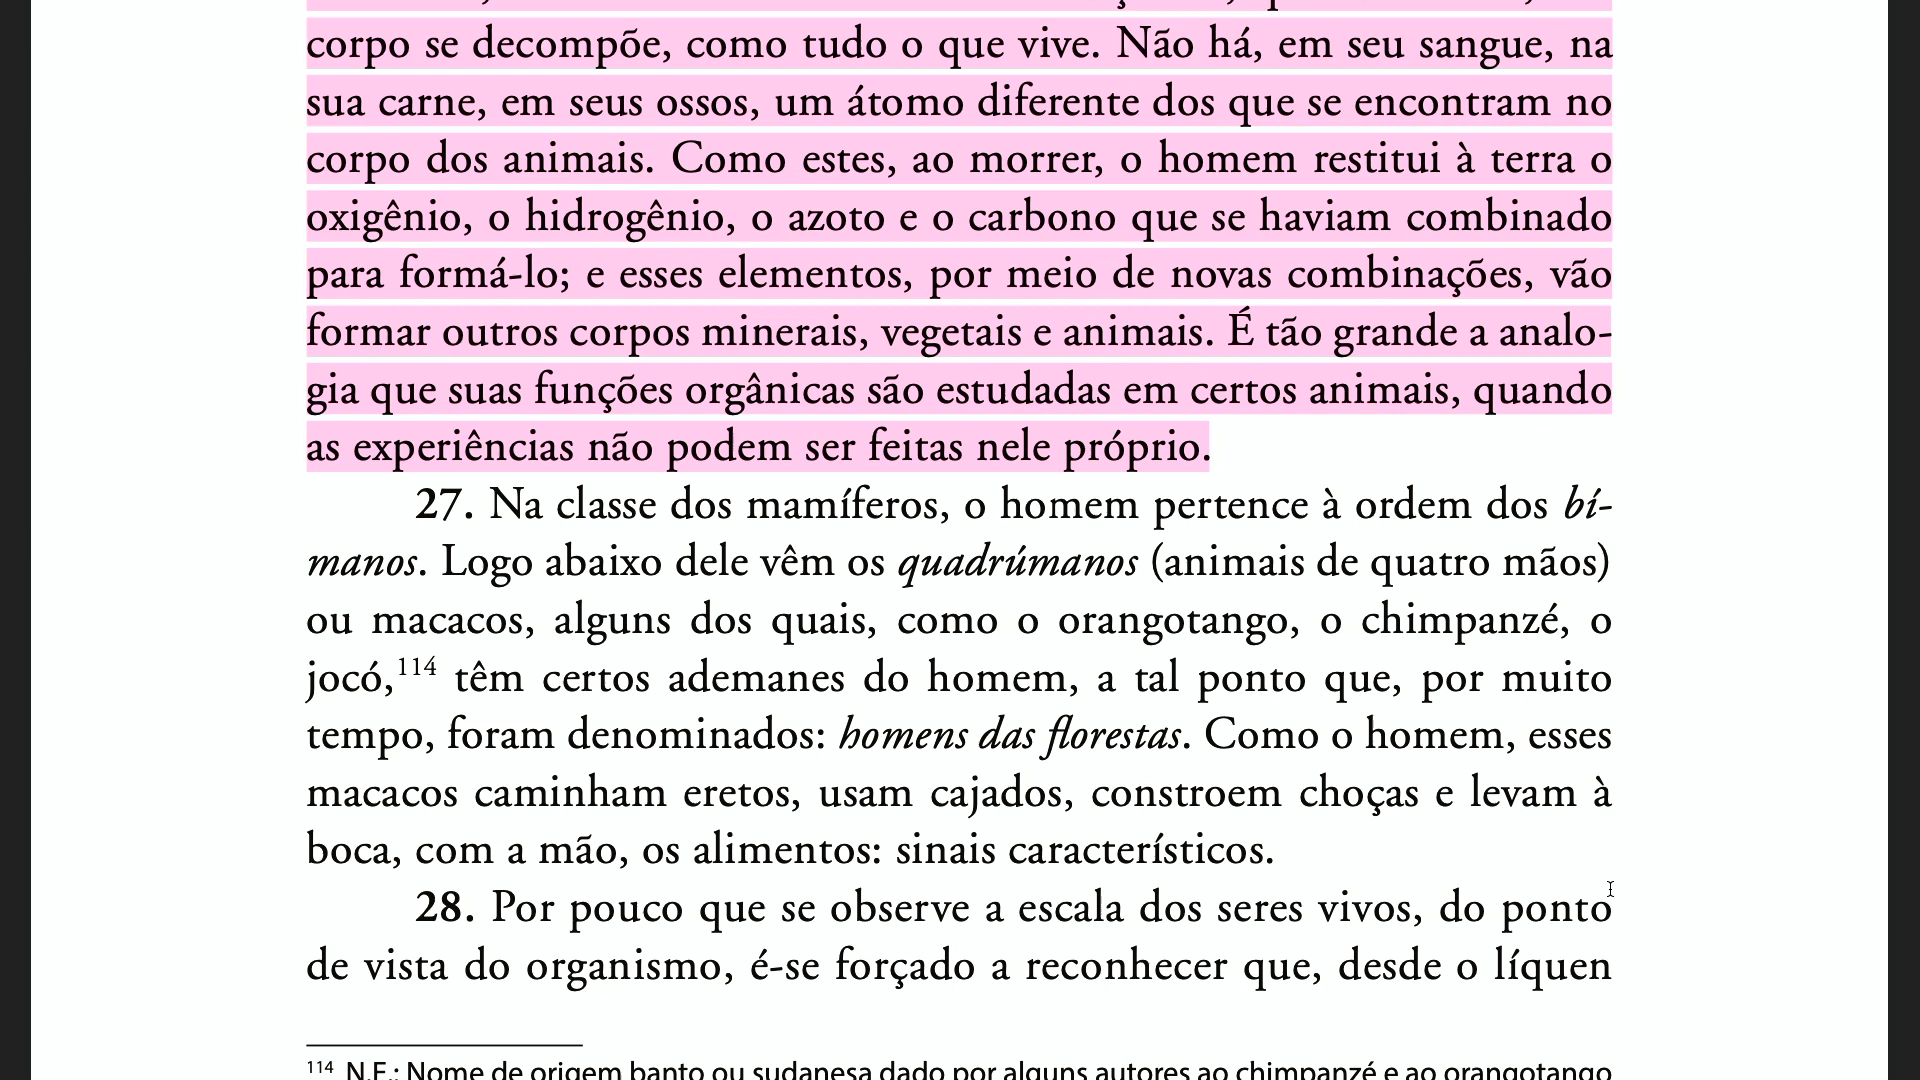 corpo se decompõe, como tudo o que vive. Não há, em seu sangue, na
sua carne, em seus ossos, um átomo diferente dos que se encontram no
corpo dos animais. Como estes, ao morrer, o homem restitui à terra o
oxigênio, o hidrogênio, o azoto e o carbono que se haviam combinado
para formá-lo; e esses elementos, por meio de novas combinações, vão
formar outros corpos minerais, vegetais e animais. É tão grande a analo-
gia que suas funções orgânicas são estudadas em certos animais, quando
as experiências não podem ser feitas nele próprio.
27. Na classe dos mamíferos, o homem pertence à ordem dos bí-
manos. Logo abaixo dele vêm os quadrúmanos (animais de quatro mãos)
ou macacos, alguns dos quais, como o orangotango, o chimpanzé, o
jocó,114 têm certos ademanes do homem, a tal ponto que, por muito
tempo, foram denominados: homens das florestas. Como o homem, esses
macacos caminham eretos, usam cajados, constroem choças e levam à
boca, com a mão, os alimentos: sinais característicos.
28. Por pouco que se observe a escala dos seres vivos, do ponto
de vista do organismo, é-se forçado a reconhecer que, desde o líquen
114 N.E.: Nome de origem banto ou sudanesa dado por alguns autores ao chimpanzé e ao orangotango